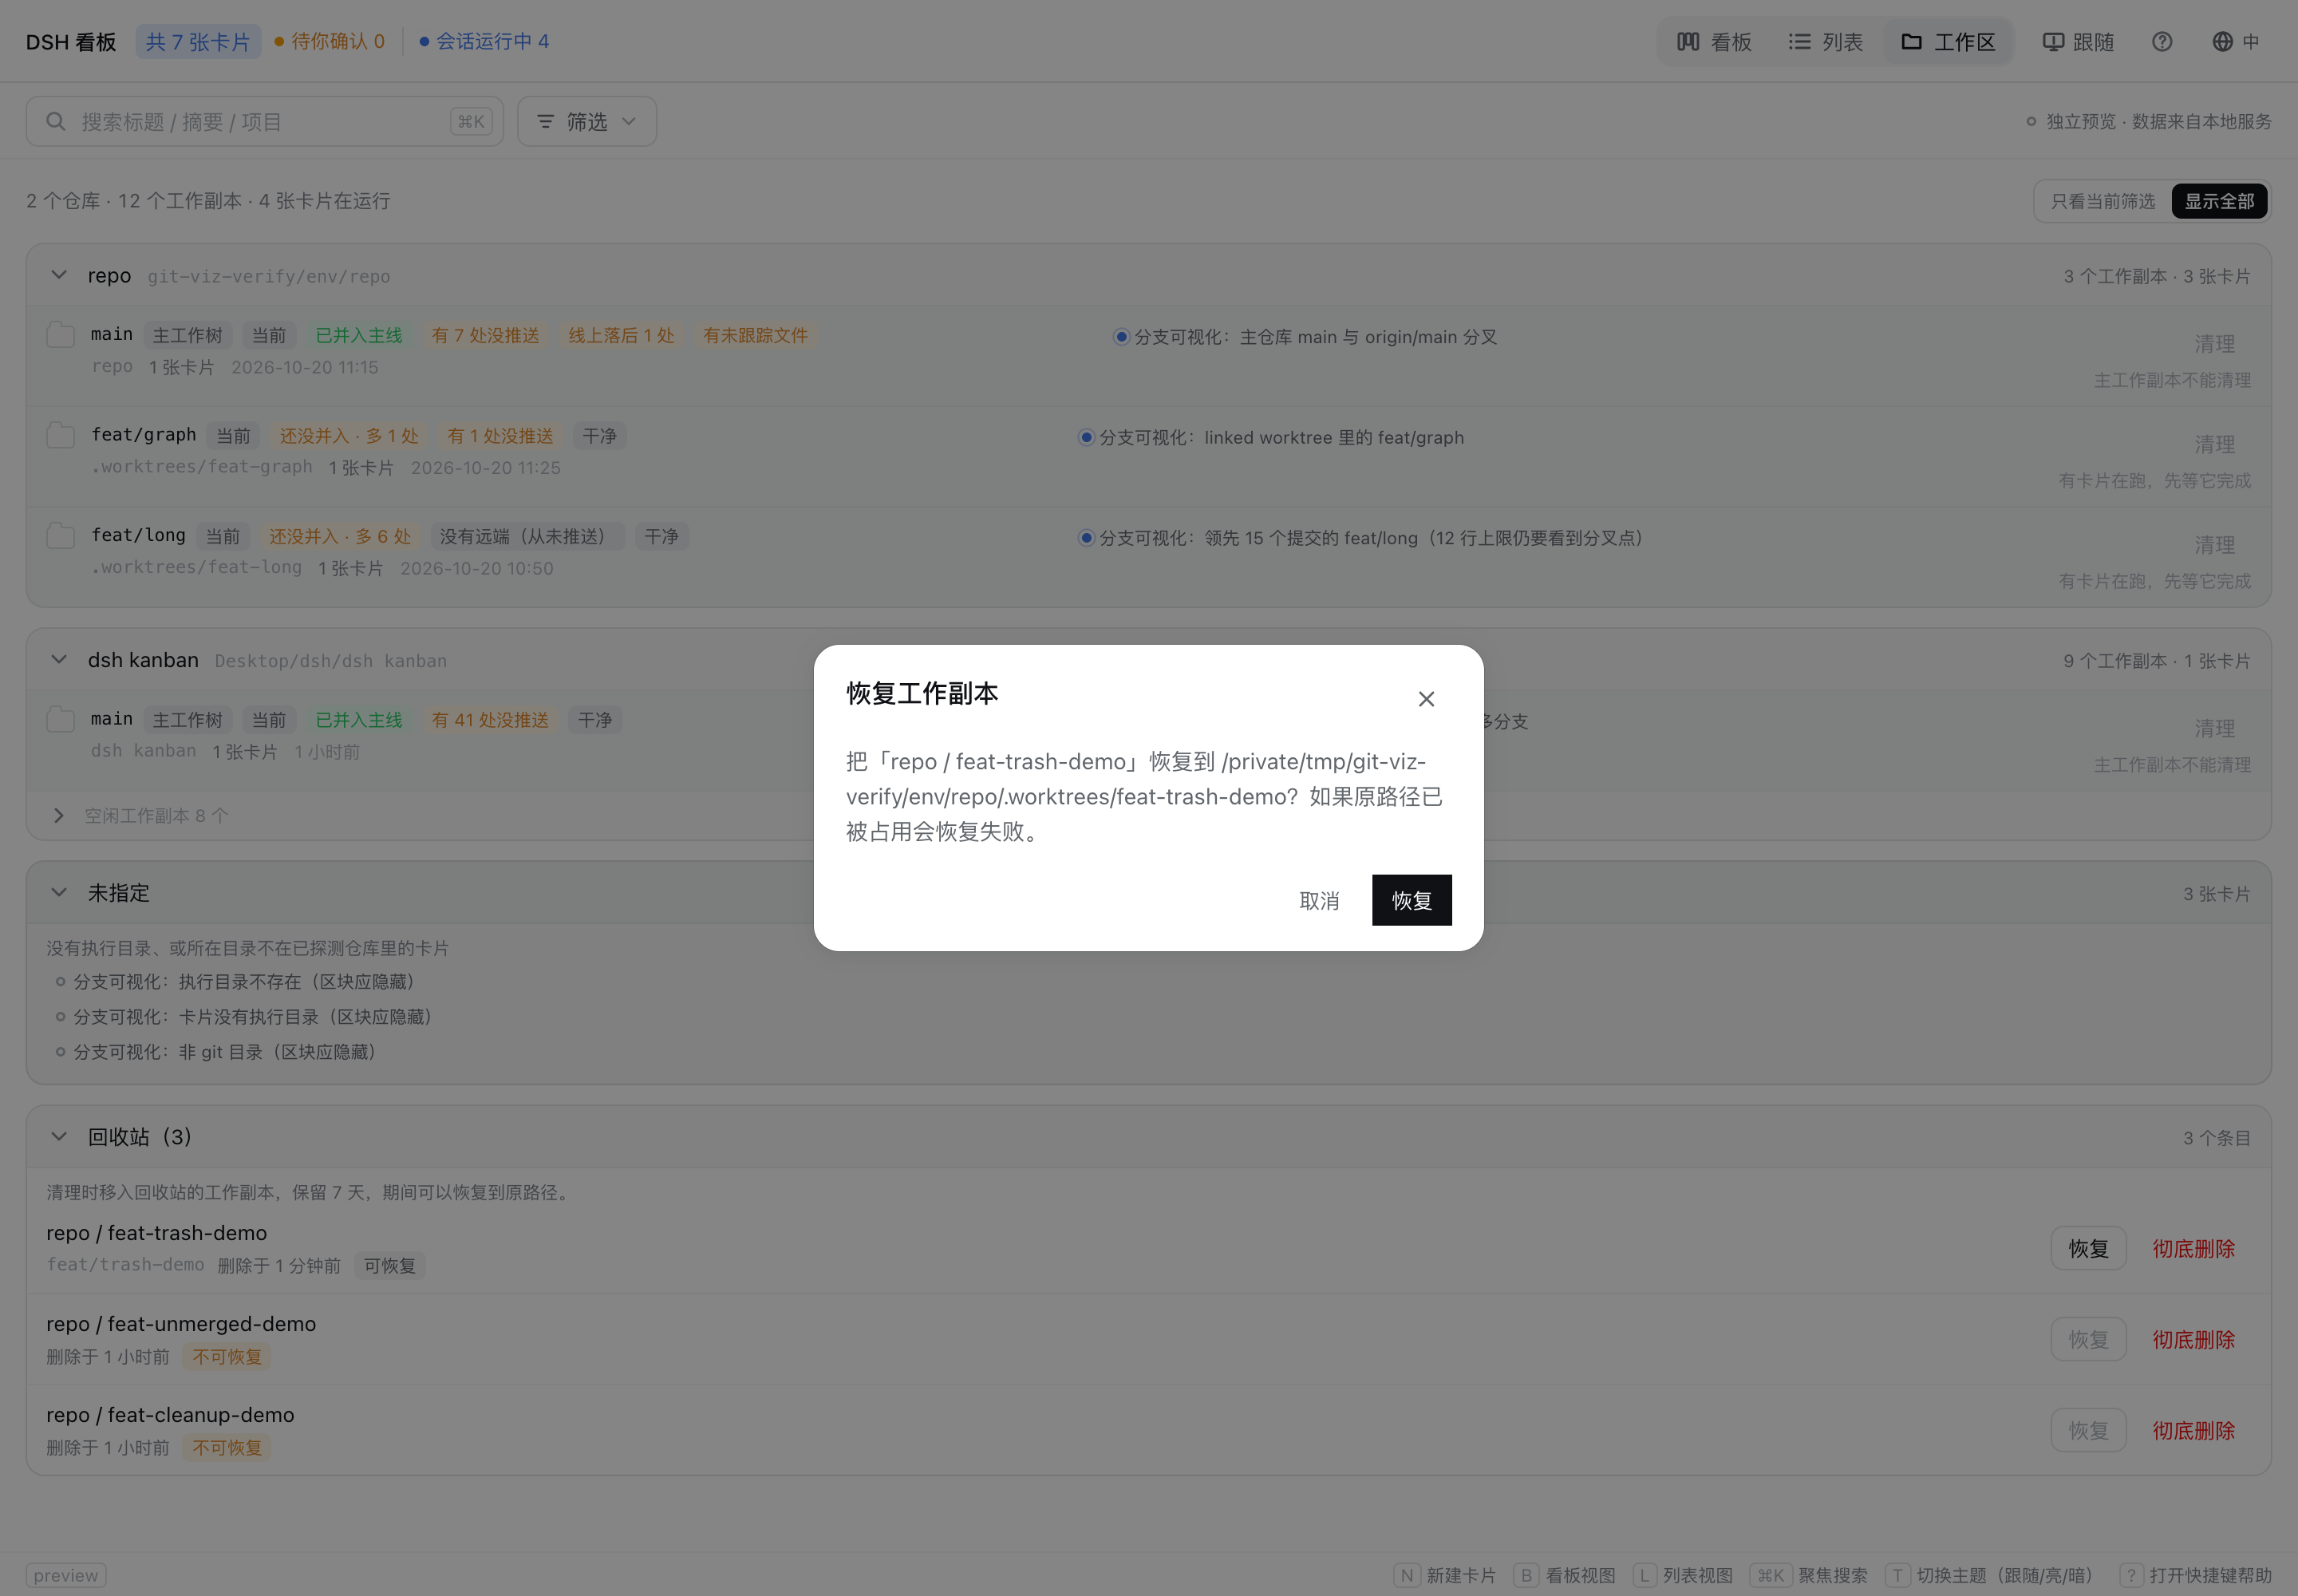 DSH 看板 共 7 张卡片 待你确认 0 会话运行中 4 看板 列表 工作区 跟随 中
搜索标题 / 摘要 / 项目 ⌘K 筛选 独立预览 · 数据来自本地服务
2 个仓库 · 12 个工作副本 · 4 张卡片在运行 只看当前筛选 显示全部
repo git-viz-verify/env/repo 3 个工作副本 · 3 张卡片
main 主工作树 当前 已并入主线 有 7 处没推送 线上落后 1 处 有未跟踪文件 分支可视化：主仓库 main 与 origin/main 分叉 清理
repo 1 张卡片 2026-10-20 11:15 主工作副本不能清理
feat/graph 当前 还没并入 · 多 1 处 有 1 处没推送 干净 分支可视化：linked worktree 里的 feat/graph 清理
.worktrees/feat-graph 1 张卡片 2026-10-20 11:25 有卡片在跑，先等它完成
feat/long 当前 还没并入 · 多 6 处 没有远端（从未推送） 干净 分支可视化：领先 15 个提交的 feat/long（12 行上限仍要看到分叉点） 清理
.worktrees/feat-long 1 张卡片 2026-10-20 10:50 有卡片在跑，先等它完成
dsh kanban Desktop/dsh/dsh kanban 9 个工作副本 · 1 张卡片
main 主工作树 当前 已并入主线 有 41 处没推送 干净 多分支 清理
dsh kanban 1 张卡片 1 小时前 主工作副本不能清理
空闲工作副本 8 个
恢复工作副本
把「repo / feat-trash-demo」恢复到 /private/tmp/git-viz-
verify/env/repo/.worktrees/feat-trash-demo？如果原路径已
被占用会恢复失败。
取消 恢复
未指定 3 张卡片
没有执行目录、或所在目录不在已探测仓库里的卡片
分支可视化：执行目录不存在（区块应隐藏）
分支可视化：卡片没有执行目录（区块应隐藏）
分支可视化：非 git 目录（区块应隐藏）
回收站（3） 3 个条目
清理时移入回收站的工作副本，保留 7 天，期间可以恢复到原路径。
repo / feat-trash-demo 恢复 彻底删除
feat/trash-demo 删除于 1 分钟前 可恢复
repo / feat-unmerged-demo 恢复 彻底删除
删除于 1 小时前 不可恢复
repo / feat-cleanup-demo 恢复 彻底删除
删除于 1 小时前 不可恢复
preview N 新建卡片 B 看板视图 L 列表视图 ⌘K 聚焦搜索 T 切换主题（跟随/亮/暗） ? 打开快捷键帮助